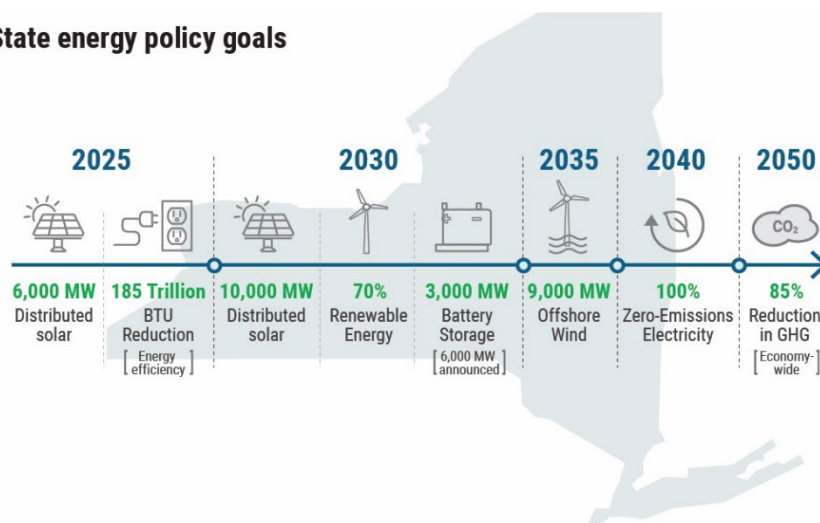 State energy policy goals
2025
2030
2035
2040
2050
CO₂
6,000 MW
Distributed
solar
185 Trillion
BTU
Reduction
[Energy
efficiency]
10,000 MW
Distributed
solar
70%
Renewable
Energy
3,000 MW
Battery
Storage
[6,000 MW
announced]
9,000 MW
Offshore
Wind
100%
Zero-Emissions
Electricity
85%
Reduction
in GHG
[Economy-
wide]